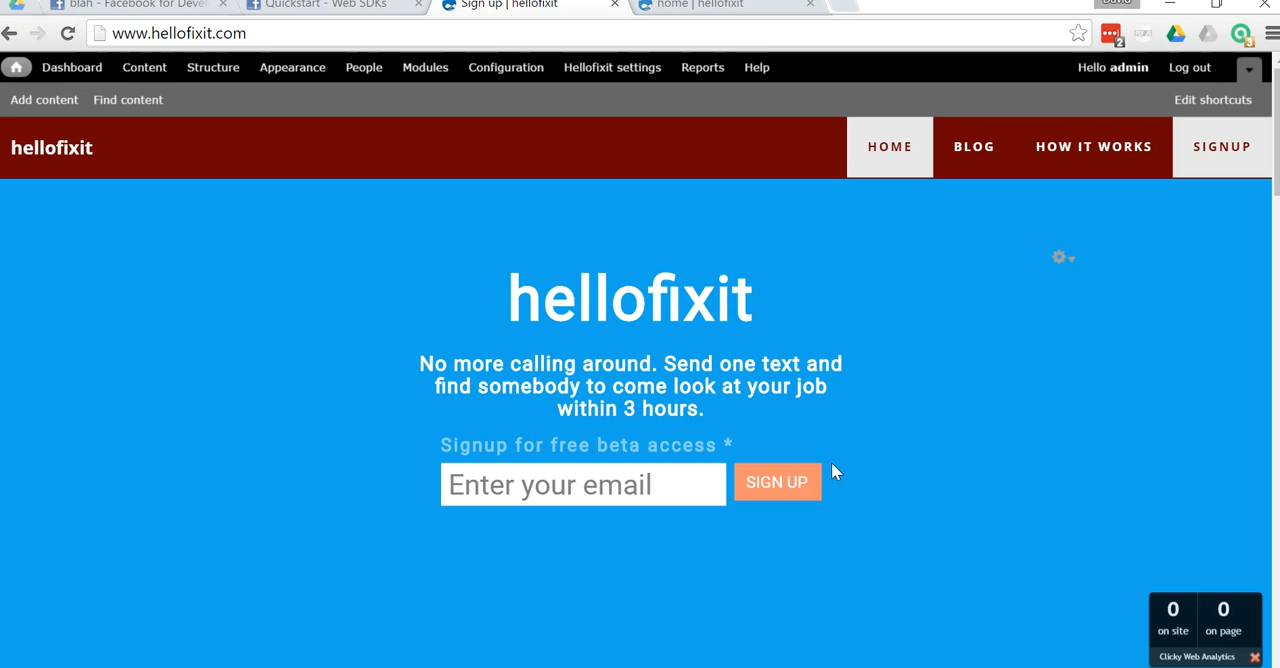 blah - Facebook for Devel
Quickstart - Web SDKs
Sign up | hellofixit
home | hellofixit
www.hellofixit.com
2
3
Dashboard Content Structure Appearance People Modules Configuration Hellofixit settings Reports Help Hello admin Log out
Add content Find content Edit shortcuts
hellofixit HOME BLOG HOW IT WORKS SIGNUP
hellofixit
No more calling around. Send one text and
find somebody to come look at your job
within 3 hours.
Signup for free beta access *
Enter your email SIGN UP
0 0
on site on page
Clicky Web Analytics